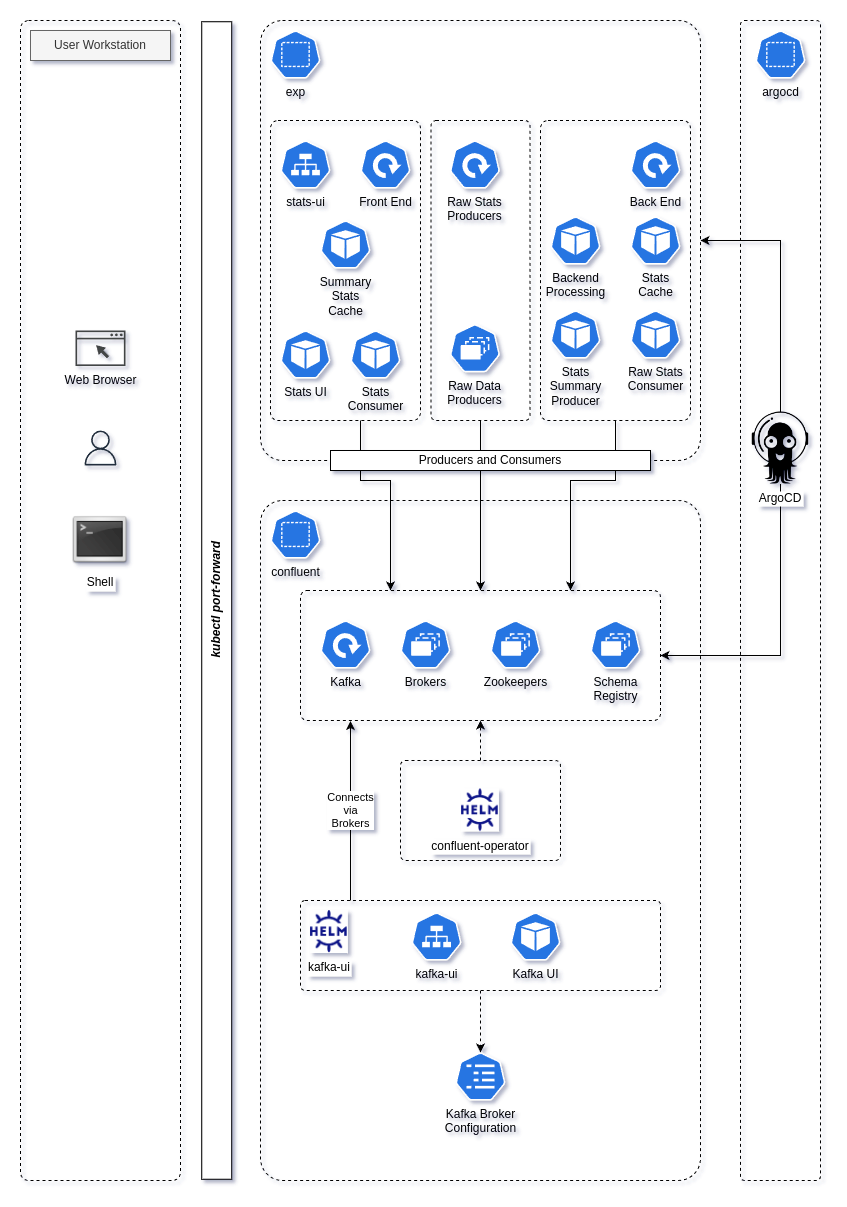 User Workstation
Web Browser
>_
Shell
kubectl port-forward
exp
stats-ui
Front End
Summary
Stats
Cache
Stats UI
Stats
Consumer
Raw Stats
Producers
Raw Data
Producers
Back End
Backend
Processing
Stats
Cache
Stats
Summary
Producer
Raw Stats
Consumer
Producers and Consumers
confluent
Kafka
Brokers
Zookeepers
Schema
Registry
Connects
via
Brokers
HELM
confluent-operator
HELM
kafka-ui
kafka-ui
Kafka UI
Kafka Broker
Configuration
argocd
ArgoCD